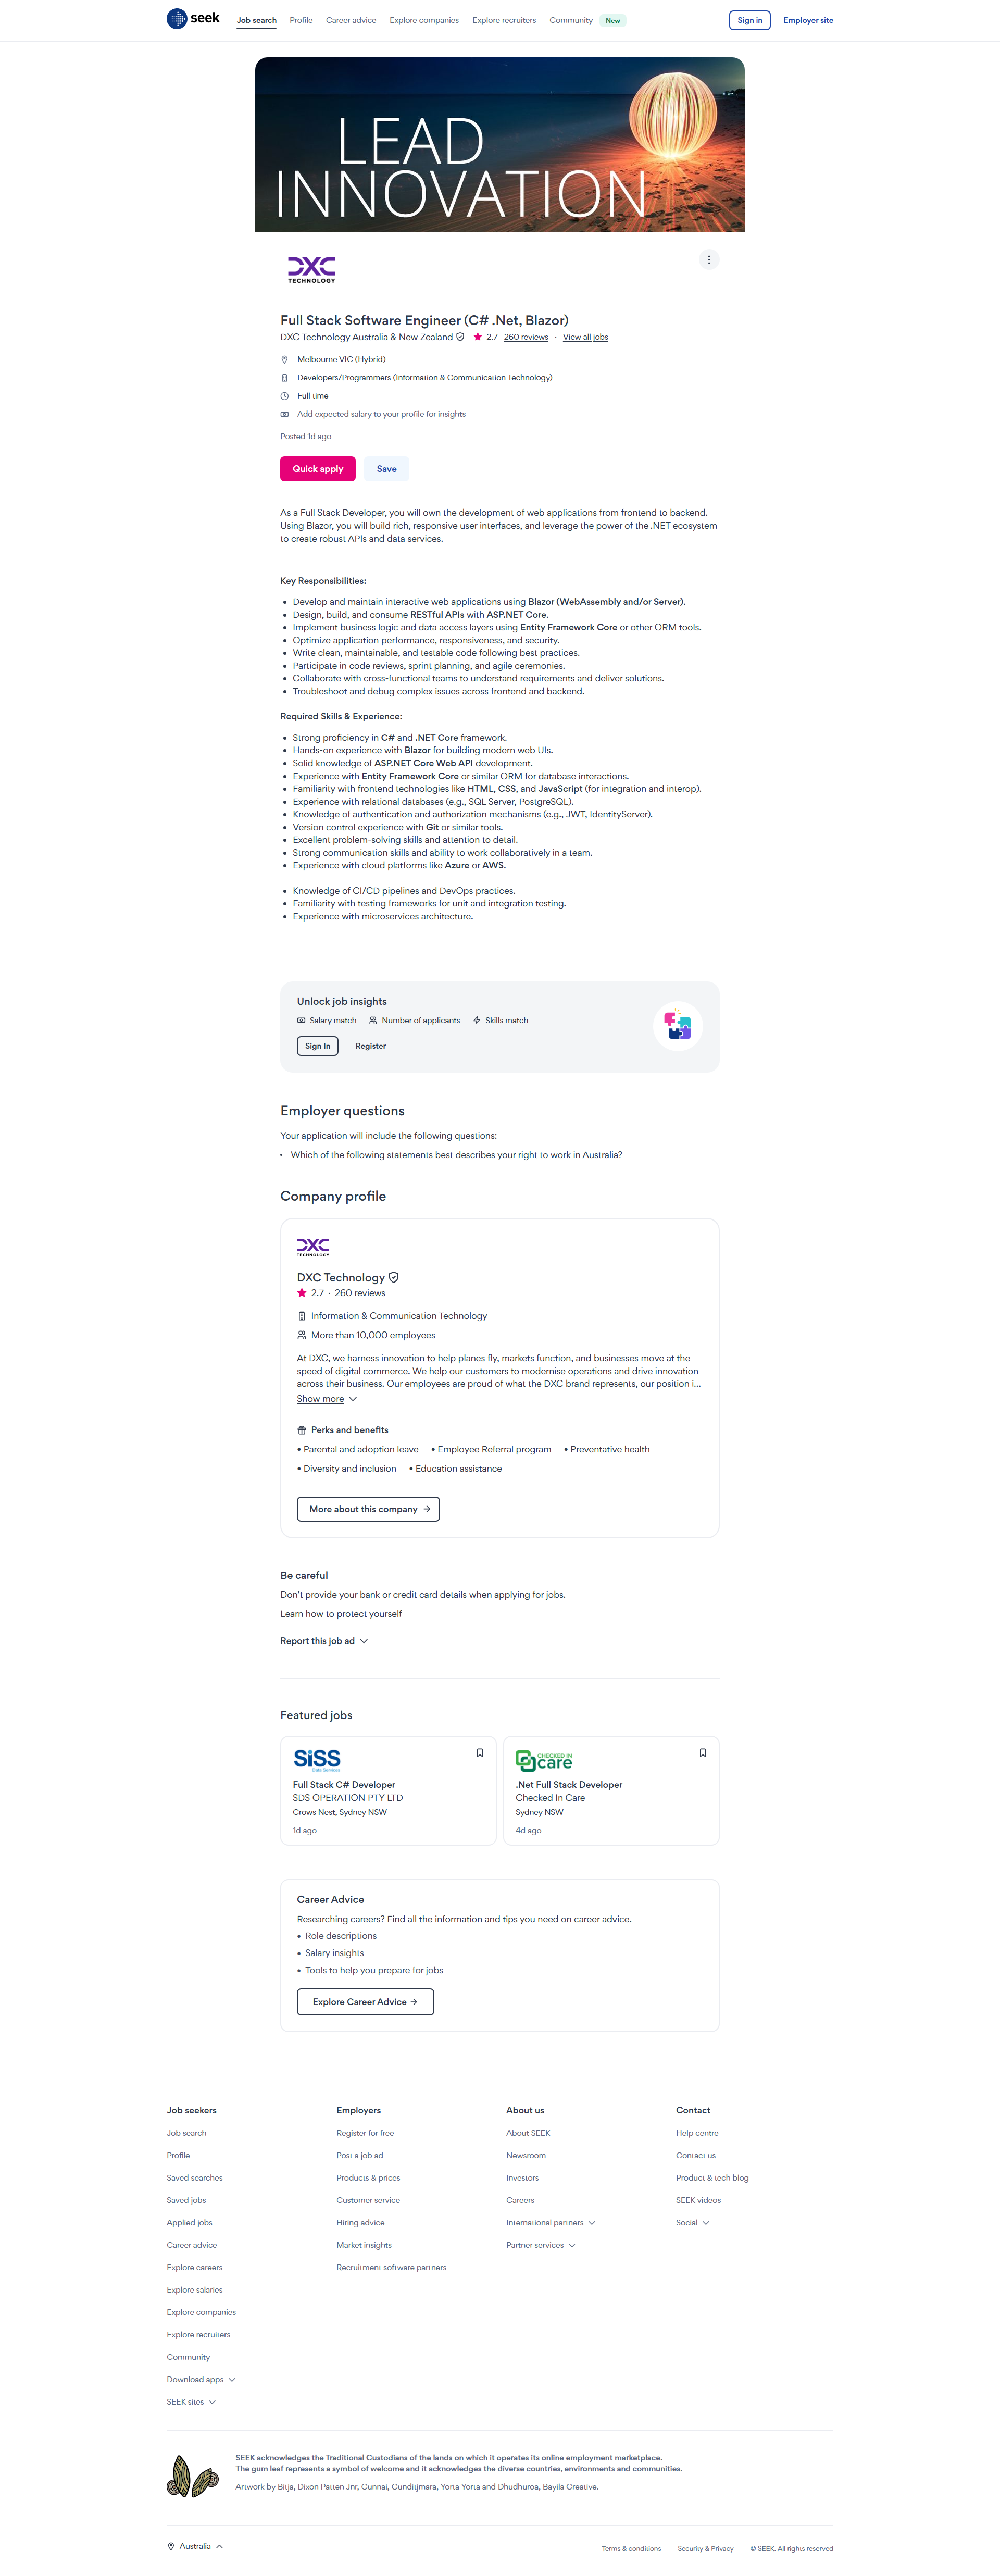 seek
Job search
Profile
Career advice
Explore companies
Explore recruiters
Community
New
Sign in
Employer site
LEAD
INNOVATION
DXC
TECHNOLOGY
Full Stack Software Engineer (C# .Net, Blazor)
DXC Technology Australia & New Zealand 2.7 260 reviews · View all jobs
Melbourne VIC (Hybrid)
Developers/Programmers (Information & Communication Technology)
Full time
Add expected salary to your profile for insights
Posted 1d ago
Quick apply
Save
As a Full Stack Developer, you will own the development of web applications from frontend to backend.
Using Blazor, you will build rich, responsive user interfaces, and leverage the power of the .NET ecosystem
to create robust APIs and data services.
Key Responsibilities:
• Develop and maintain interactive web applications using Blazor (WebAssembly and/or Server).
• Design, build, and consume RESTful APIs with ASP.NET Core.
• Implement business logic and data access layers using Entity Framework Core or other ORM tools.
• Optimize application performance, responsiveness, and security.
• Write clean, maintainable, and testable code following best practices.
• Participate in code reviews, sprint planning, and agile ceremonies.
• Collaborate with cross-functional teams to understand requirements and deliver solutions.
• Troubleshoot and debug complex issues across frontend and backend.
Required Skills & Experience:
• Strong proficiency in C# and .NET Core framework.
• Hands-on experience with Blazor for building modern web UIs.
• Solid knowledge of ASP.NET Core Web API development.
• Experience with Entity Framework Core or similar ORM for database interactions.
• Familiarity with frontend technologies like HTML, CSS, and JavaScript (for integration and interop).
• Experience with relational databases (e.g., SQL Server, PostgreSQL).
• Knowledge of authentication and authorization mechanisms (e.g., JWT, IdentityServer).
• Version control experience with Git or similar tools.
• Excellent problem-solving skills and attention to detail.
• Strong communication skills and ability to work collaboratively in a team.
• Experience with cloud platforms like Azure or AWS.
• Knowledge of CI/CD pipelines and DevOps practices.
• Familiarity with testing frameworks for unit and integration testing.
• Experience with microservices architecture.
Unlock job insights
Salary match
Number of applicants
Skills match
Sign In
Register
Employer questions
Your application will include the following questions:
• Which of the following statements best describes your right to work in Australia?
Company profile
DXC
TECHNOLOGY
DXC Technology
2.7 · 260 reviews
Information & Communication Technology
More than 10,000 employees
At DXC, we harness innovation to help planes fly, markets function, and businesses move at the
speed of digital commerce. We help our customers to modernise operations and drive innovation
across their business. Our employees are proud of what the DXC brand represents, our position i...
Show more
Perks and benefits
• Parental and adoption leave • Employee Referral program • Preventative health
• Diversity and inclusion • Education assistance
More about this company →
Be careful
Don't provide your bank or credit card details when applying for jobs.
Learn how to protect yourself
Report this job ad
Featured jobs
SiSS
Data Services
Full Stack C# Developer
SDS OPERATION PTY LTD
Crows Nest, Sydney NSW
1d ago
CHECKED IN
care
.Net Full Stack Developer
Checked In Care
Sydney NSW
4d ago
Career Advice
Researching careers? Find all the information and tips you need on career advice.
• Role descriptions
• Salary insights
• Tools to help you prepare for jobs
Explore Career Advice →
Job seekers
Job search
Profile
Saved searches
Saved jobs
Applied jobs
Career advice
Explore careers
Explore salaries
Explore companies
Explore recruiters
Community
Download apps
SEEK sites
Employers
Register for free
Post a job ad
Products & prices
Customer service
Hiring advice
Market insights
Recruitment software partners
About us
About SEEK
Newsroom
Investors
Careers
International partners
Partner services
Contact
Help centre
Contact us
Product & tech blog
SEEK videos
Social
SEEK acknowledges the Traditional Custodians of the lands on which it operates its online employment marketplace.
The gum leaf represents a symbol of welcome and it acknowledges the diverse countries, environments and communities.
Artwork by Bitja, Dixon Patten Jnr, Gunnai, Gunditjmara, Yorta Yorta and Dhudhuroa, Bayila Creative.
Australia
Terms & conditions
Security & Privacy
© SEEK. All rights reserved